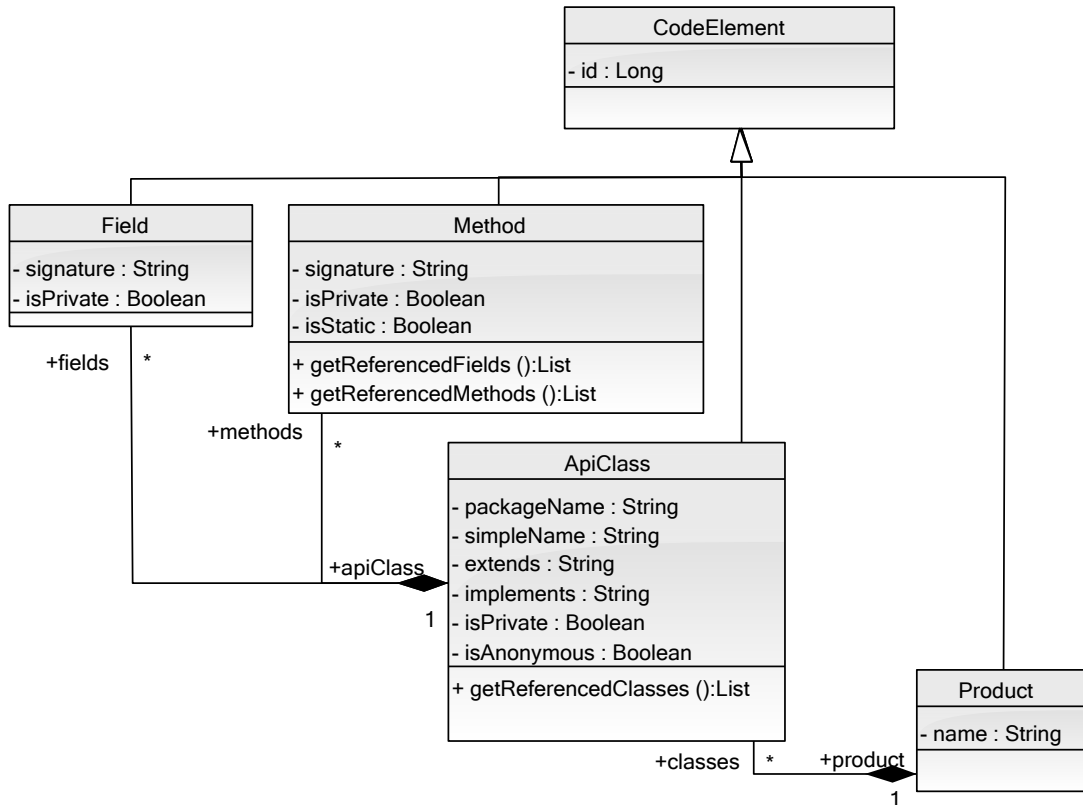 CodeElement
- id : Long
Field
- signature : String
- isPrivate : Boolean
Method
- signature : String
- isPrivate : Boolean
- isStatic : Boolean
+ getReferencedFields ():List
+ getReferencedMethods ():List
+fields
*
+methods
*
ApiClass
- packageName : String
- simpleName : String
- extends : String
- implements : String
- isPrivate : Boolean
- isAnonymous : Boolean
+ getReferencedClasses ():List
+apiClass
1
Product
- name : String
+classes
*
+product
1